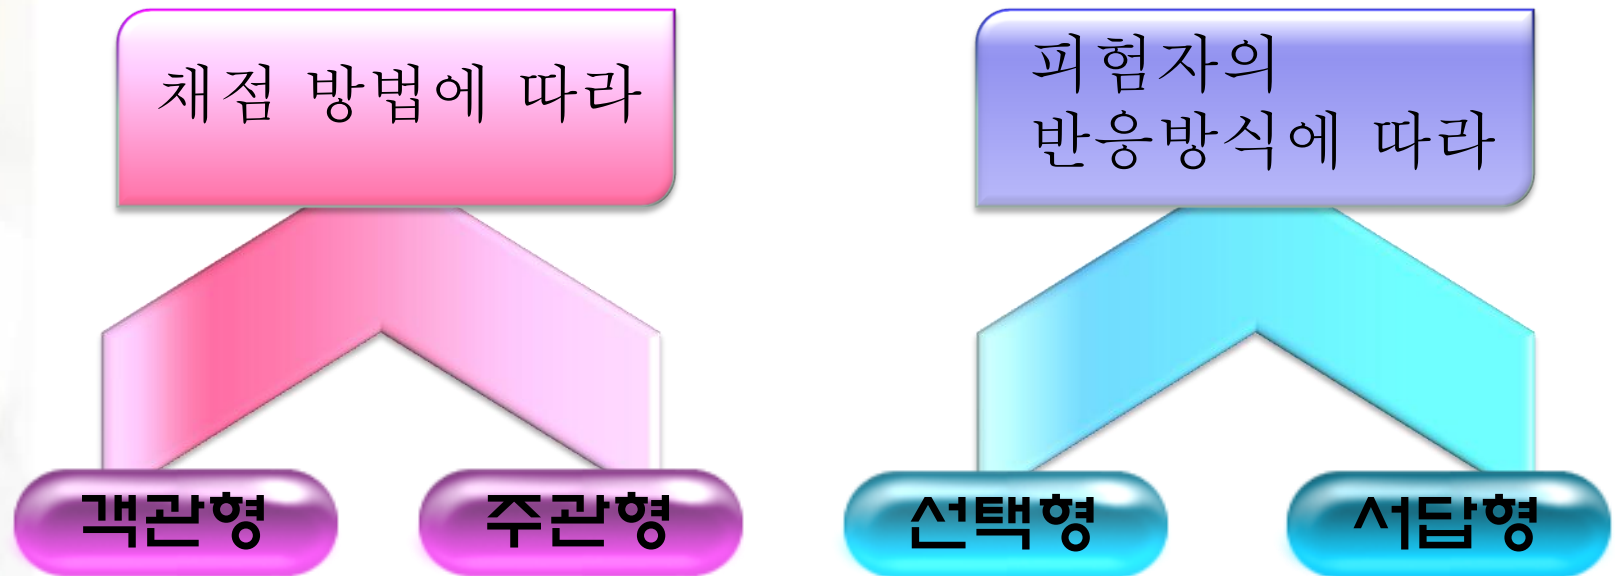 채점 방법에 따라
피험자의
반응방식에 따라
객관형
주관형
선택형
서답형